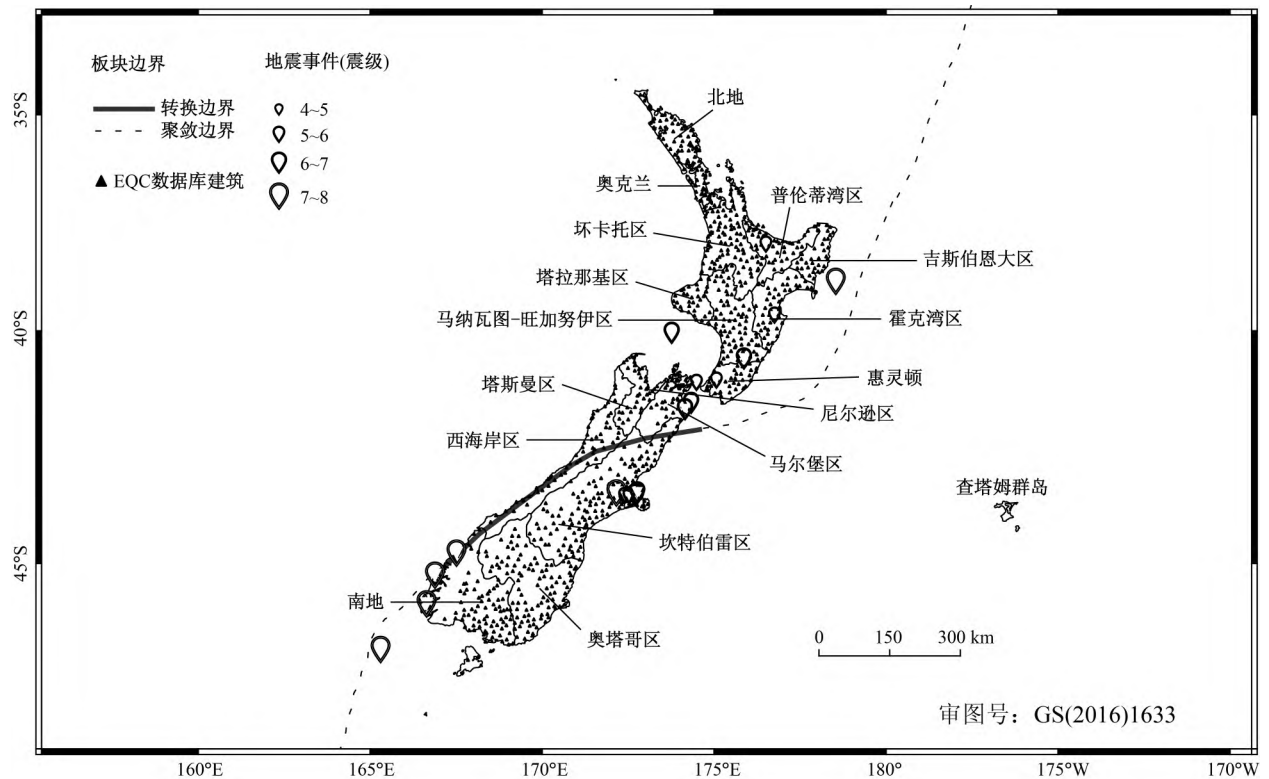 板块边界
转换边界
聚敛边界
EQC数据库建筑
地震事件(震级)
4~5
5~6
6~7
7~8
35°S
40°S
45°S
北地
奥克兰
普伦蒂湾区
坏卡托区
吉斯伯恩大区
塔拉那基区
马纳瓦图-旺加努伊区
霍克湾区
塔斯曼区
惠灵顿
尼尔逊区
西海岸区
马尔堡区
查塔姆群岛
坎特伯雷区
南地
奥塔哥区
0 150 300 km
审图号：GS(2016)1633
160°E 165°E 170°E 175°E 180° 175°W 170°W